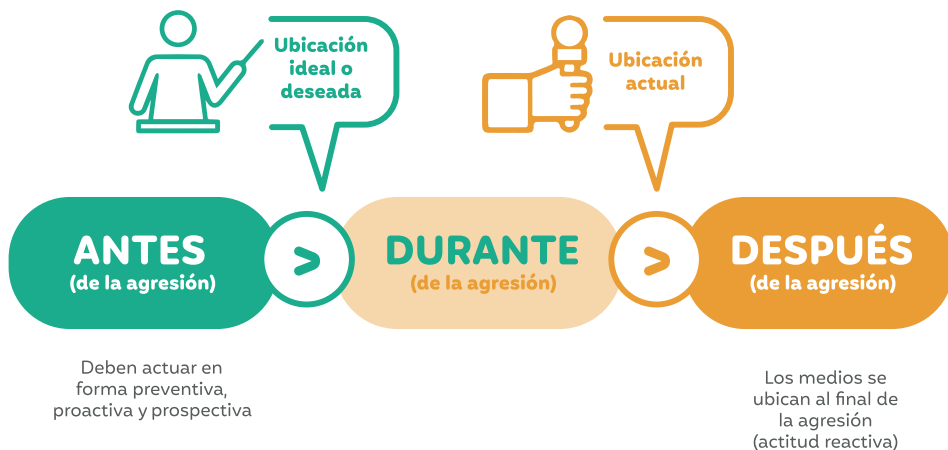 Ubicación
ideal o
deseada
Ubicación
actual
ANTES
(de la agresión)
>
DURANTE
(de la agresión)
>
DESPUÉS
(de la agresión)
Deben actuar en
forma preventiva,
proactiva y prospectiva
Los medios se
ubican al final de
la agresión
(actitud reactiva)